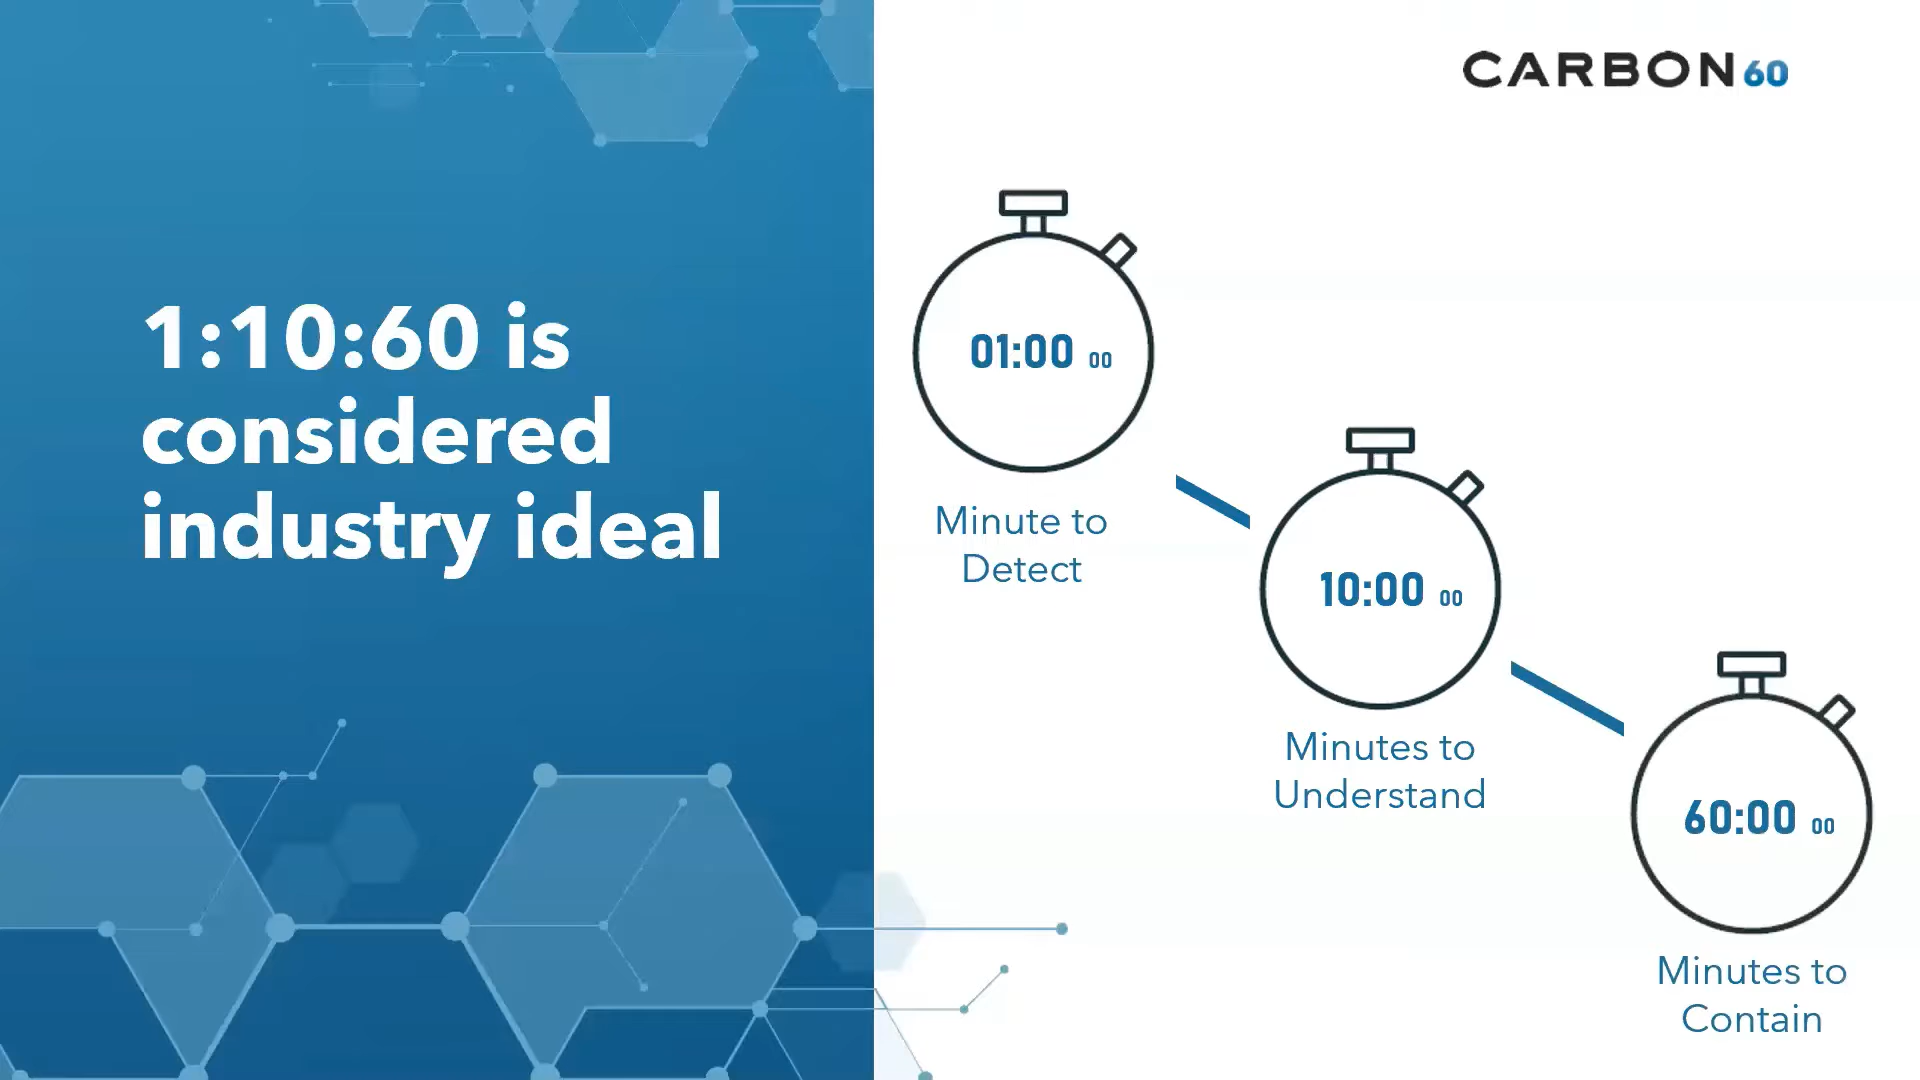 1:10:60 is
considered
industry ideal
CARBON60
01:00 00
Minute to
Detect
10:00 00
Minutes to
Understand
60:00 00
Minutes to
Contain